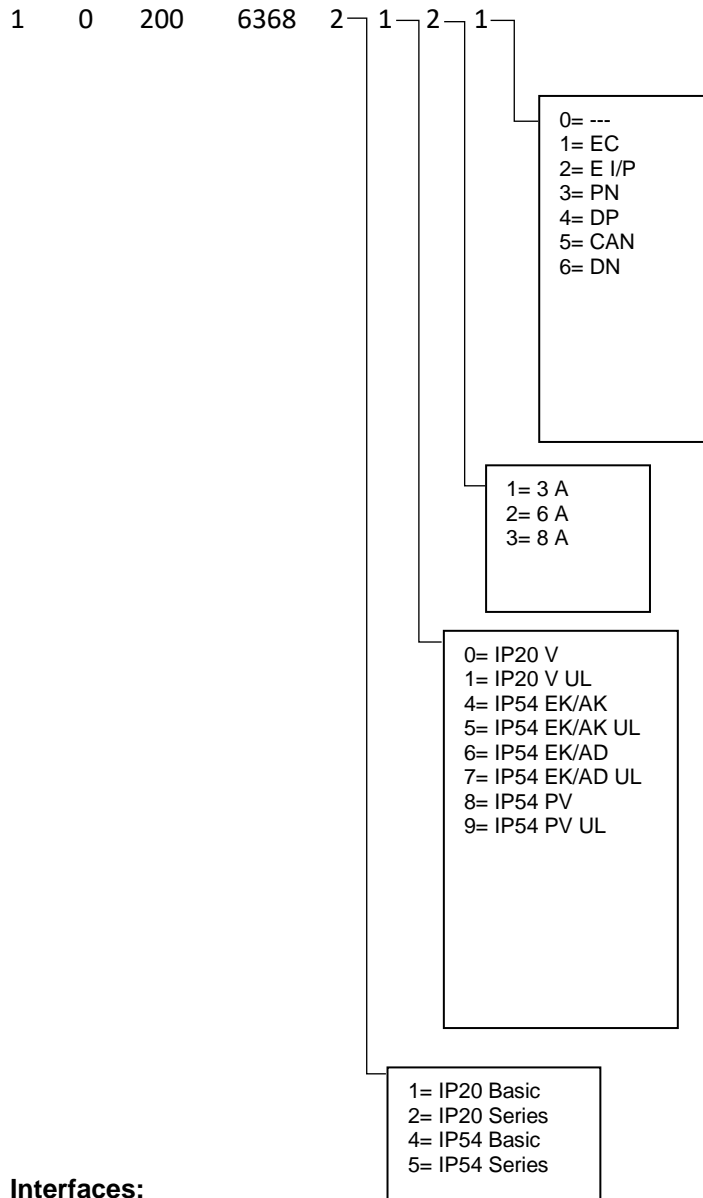 1 0 200 6368 2 1 2 1
0= ---
1= EC
2= E I/P
3= PN
4= DP
5= CAN
6= DN
1= 3 A
2= 6 A
3= 8 A
0= IP20 V
1= IP20 V UL
4= IP54 EK/AK
5= IP54 EK/AK UL
6= IP54 EK/AD
7= IP54 EK/AD UL
8= IP54 PV
9= IP54 PV UL
1= IP20 Basic
2= IP20 Series
4= IP54 Basic
5= IP54 Series
Interfaces: